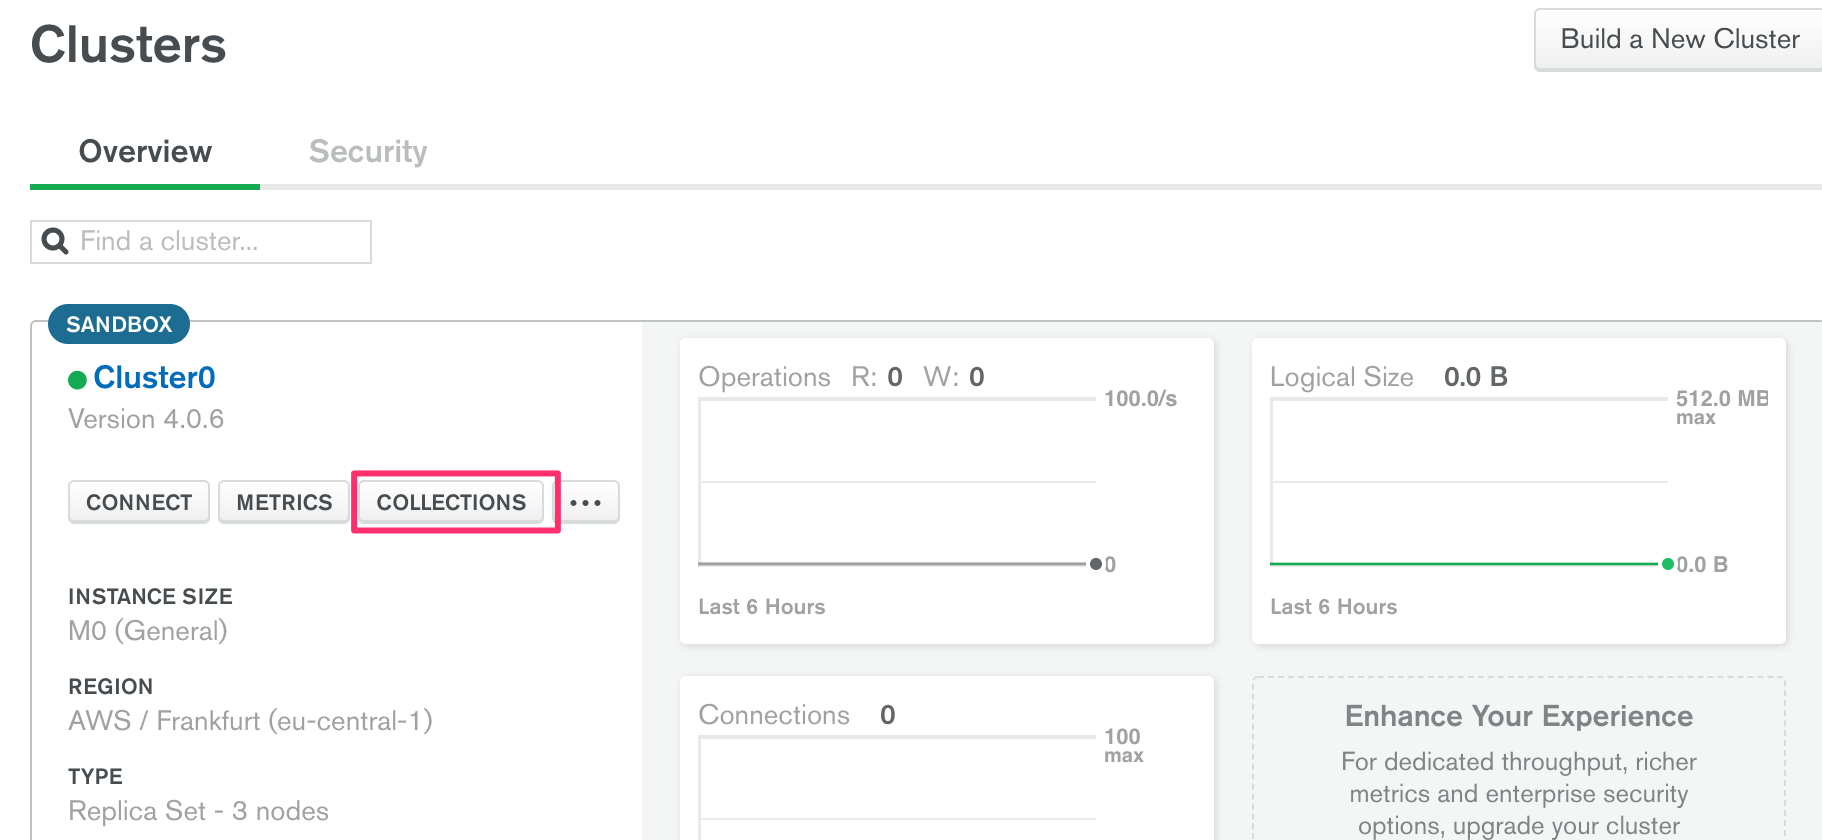 Clusters
Build a New Cluster
Overview
Security
Find a cluster...
SANDBOX
Cluster0
Version 4.0.6
CONNECT
METRICS
COLLECTIONS
...
INSTANCE SIZE
M0 (General)
REGION
AWS / Frankfurt (eu-central-1)
TYPE
Replica Set - 3 nodes
Operations R: 0 W: 0
100.0/s
0
Last 6 Hours
Logical Size 0.0 B
512.0 MB
max
0.0 B
Last 6 Hours
Connections 0
100
max
Enhance Your Experience
For dedicated throughput, richer
metrics and enterprise security
options, upgrade your cluster